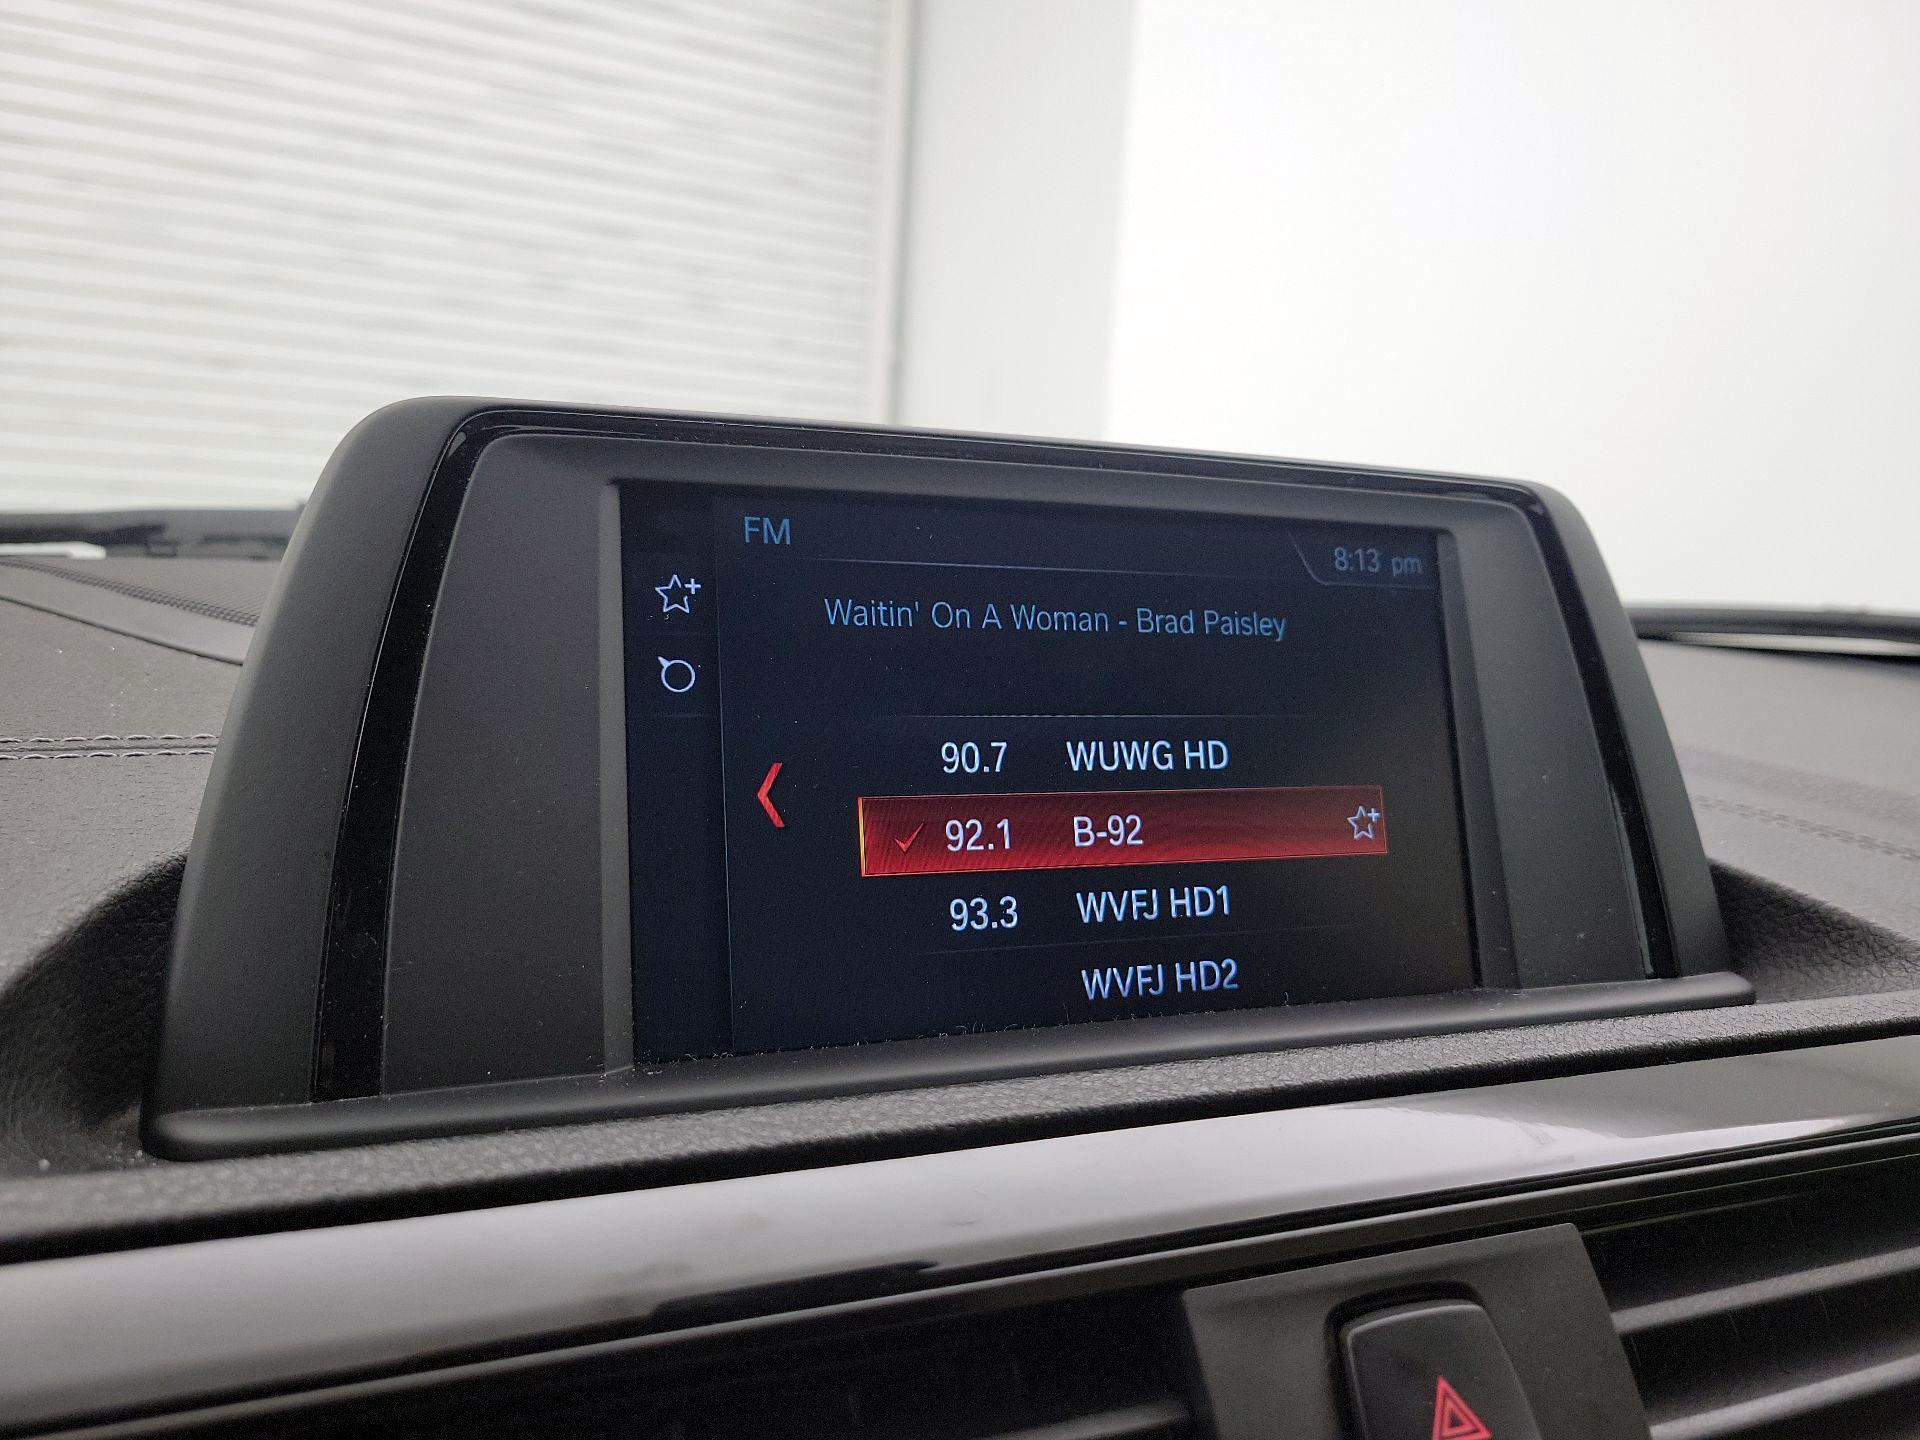 FM
8:13 pm
Waitin' On A Woman - Brad Paisley
90.7 WUWG HD
92.1 B-92
93.3 WVFJ HD1
WVFJ HD2